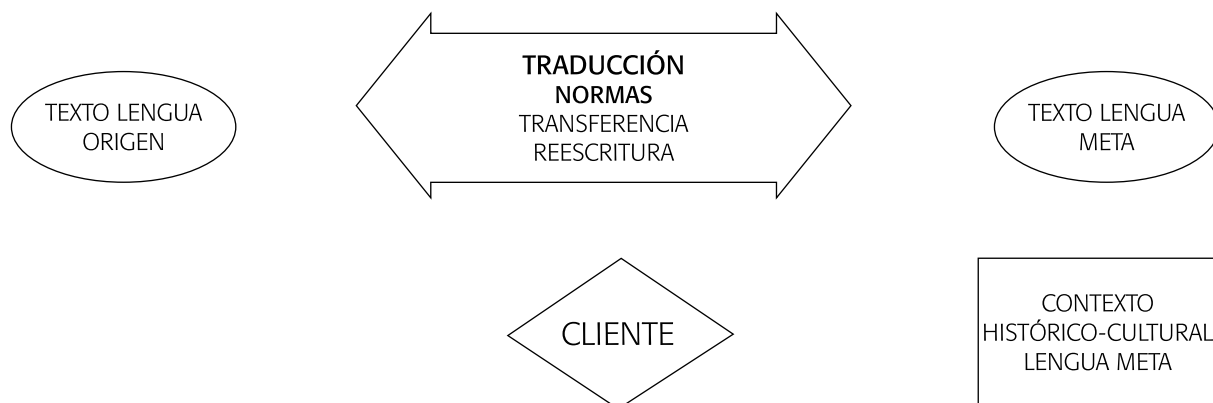 TEXTO LENGUA
ORIGEN
TRADUCCIÓN
NORMAS
TRANSFERENCIA
REESCRITURA
TEXTO LENGUA
META
CLIENTE
CONTEXTO
HISTÓRICO-CULTURAL
LENGUA META